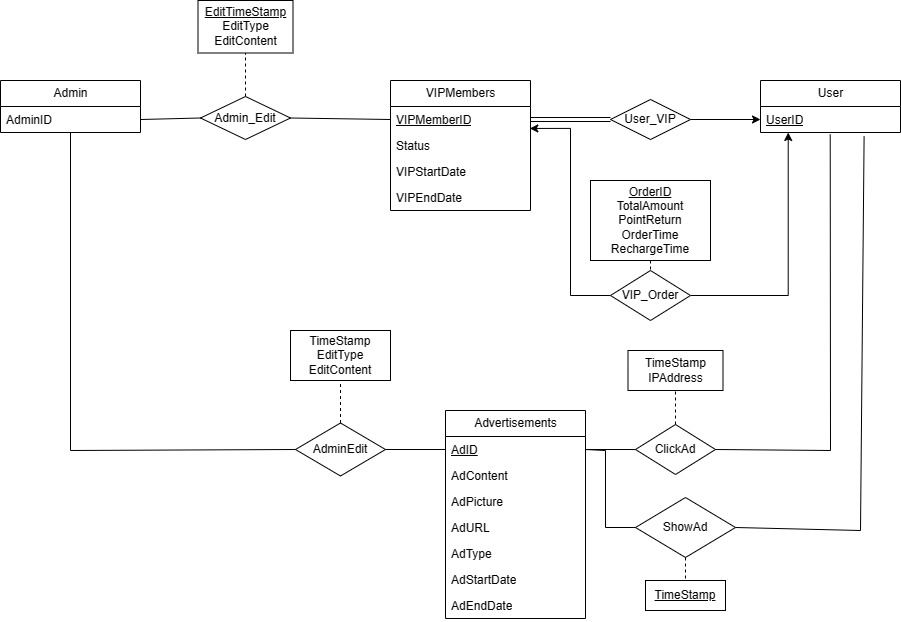 EditTimeStamp
EditType
EditContent
Admin
AdminID
Admin_Edit
VIPMembers
VIPMemberID
Status
VIPStartDate
VIPEndDate
User_VIP
User
UserID
OrderID
TotalAmount
PointReturn
OrderTime
RechargeTime
VIP_Order
TimeStamp
EditType
EditContent
AdminEdit
Advertisements
AdID
AdContent
AdPicture
AdURL
AdType
AdStartDate
AdEndDate
TimeStamp
IPAddress
ClickAd
ShowAd
TimeStamp